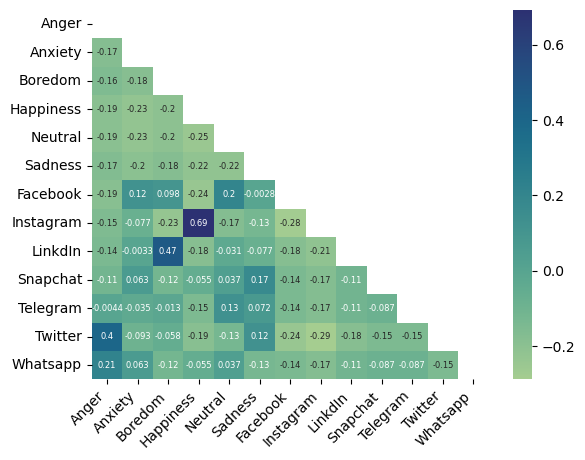 Anger
Anxiety -0.17
Boredom -0.16 -0.18
Happiness -0.19 -0.23 -0.2
Neutral -0.19 -0.23 -0.2 -0.25
Sadness -0.17 -0.2 -0.18 -0.22 -0.22
Facebook -0.19 0.12 0.098 -0.24 0.2 -0.0028
Instagram -0.15 -0.077 -0.23 0.69 -0.17 -0.13 -0.28
LinkdIn -0.14 -0.0033 0.47 -0.18 -0.031 -0.077 -0.18 -0.21
Snapchat -0.11 0.063 -0.12 -0.055 0.037 0.17 -0.14 -0.17 -0.11
Telegram -0.0044 -0.035 -0.013 -0.15 0.13 0.072 -0.14 -0.17 -0.11 -0.087
Twitter 0.4 -0.093 -0.058 -0.19 -0.13 0.12 -0.24 -0.29 -0.18 -0.15 -0.15
Whatsapp 0.21 0.063 -0.12 -0.055 0.037 -0.13 -0.14 -0.17 -0.11 -0.087 -0.087 -0.15
Anger Anxiety Boredom Happiness Neutral Sadness Facebook Instagram LinkdIn Snapchat Telegram Twitter Whatsapp
0.6
0.4
0.2
0.0
−0.2